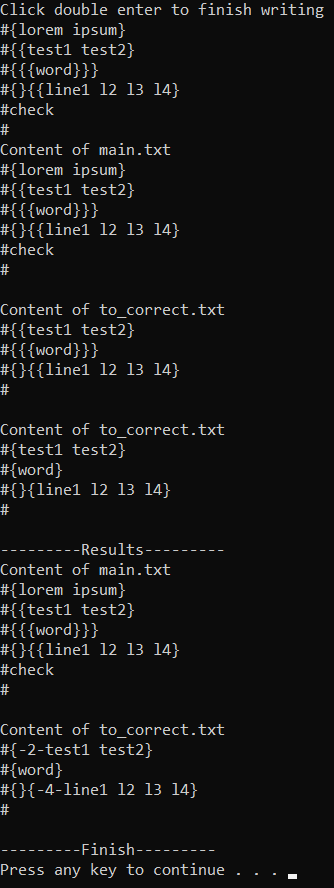 Click double enter to finish writing
#{lorem ipsum}
#{{test1 test2}
#{{{word}}}
#{}{{line1 l2 l3 l4}
#check
#
Content of main.txt
#{lorem ipsum}
#{{test1 test2}
#{{{word}}}
#{}{{line1 l2 l3 l4}
#check
#
Content of to_correct.txt
#{{test1 test2}
#{{{word}}}
#{}{{line1 l2 l3 l4}
#
Content of to_correct.txt
#{test1 test2}
#{word}
#{}{line1 l2 l3 l4}
#
---------Results---------
Content of main.txt
#{lorem ipsum}
#{{test1 test2}
#{{{word}}}
#{}{{line1 l2 l3 l4}
#check
#
Content of to_correct.txt
#{-2-test1 test2}
#{word}
#{}{-4-line1 l2 l3 l4}
#
---------Finish---------
Press any key to continue . . .